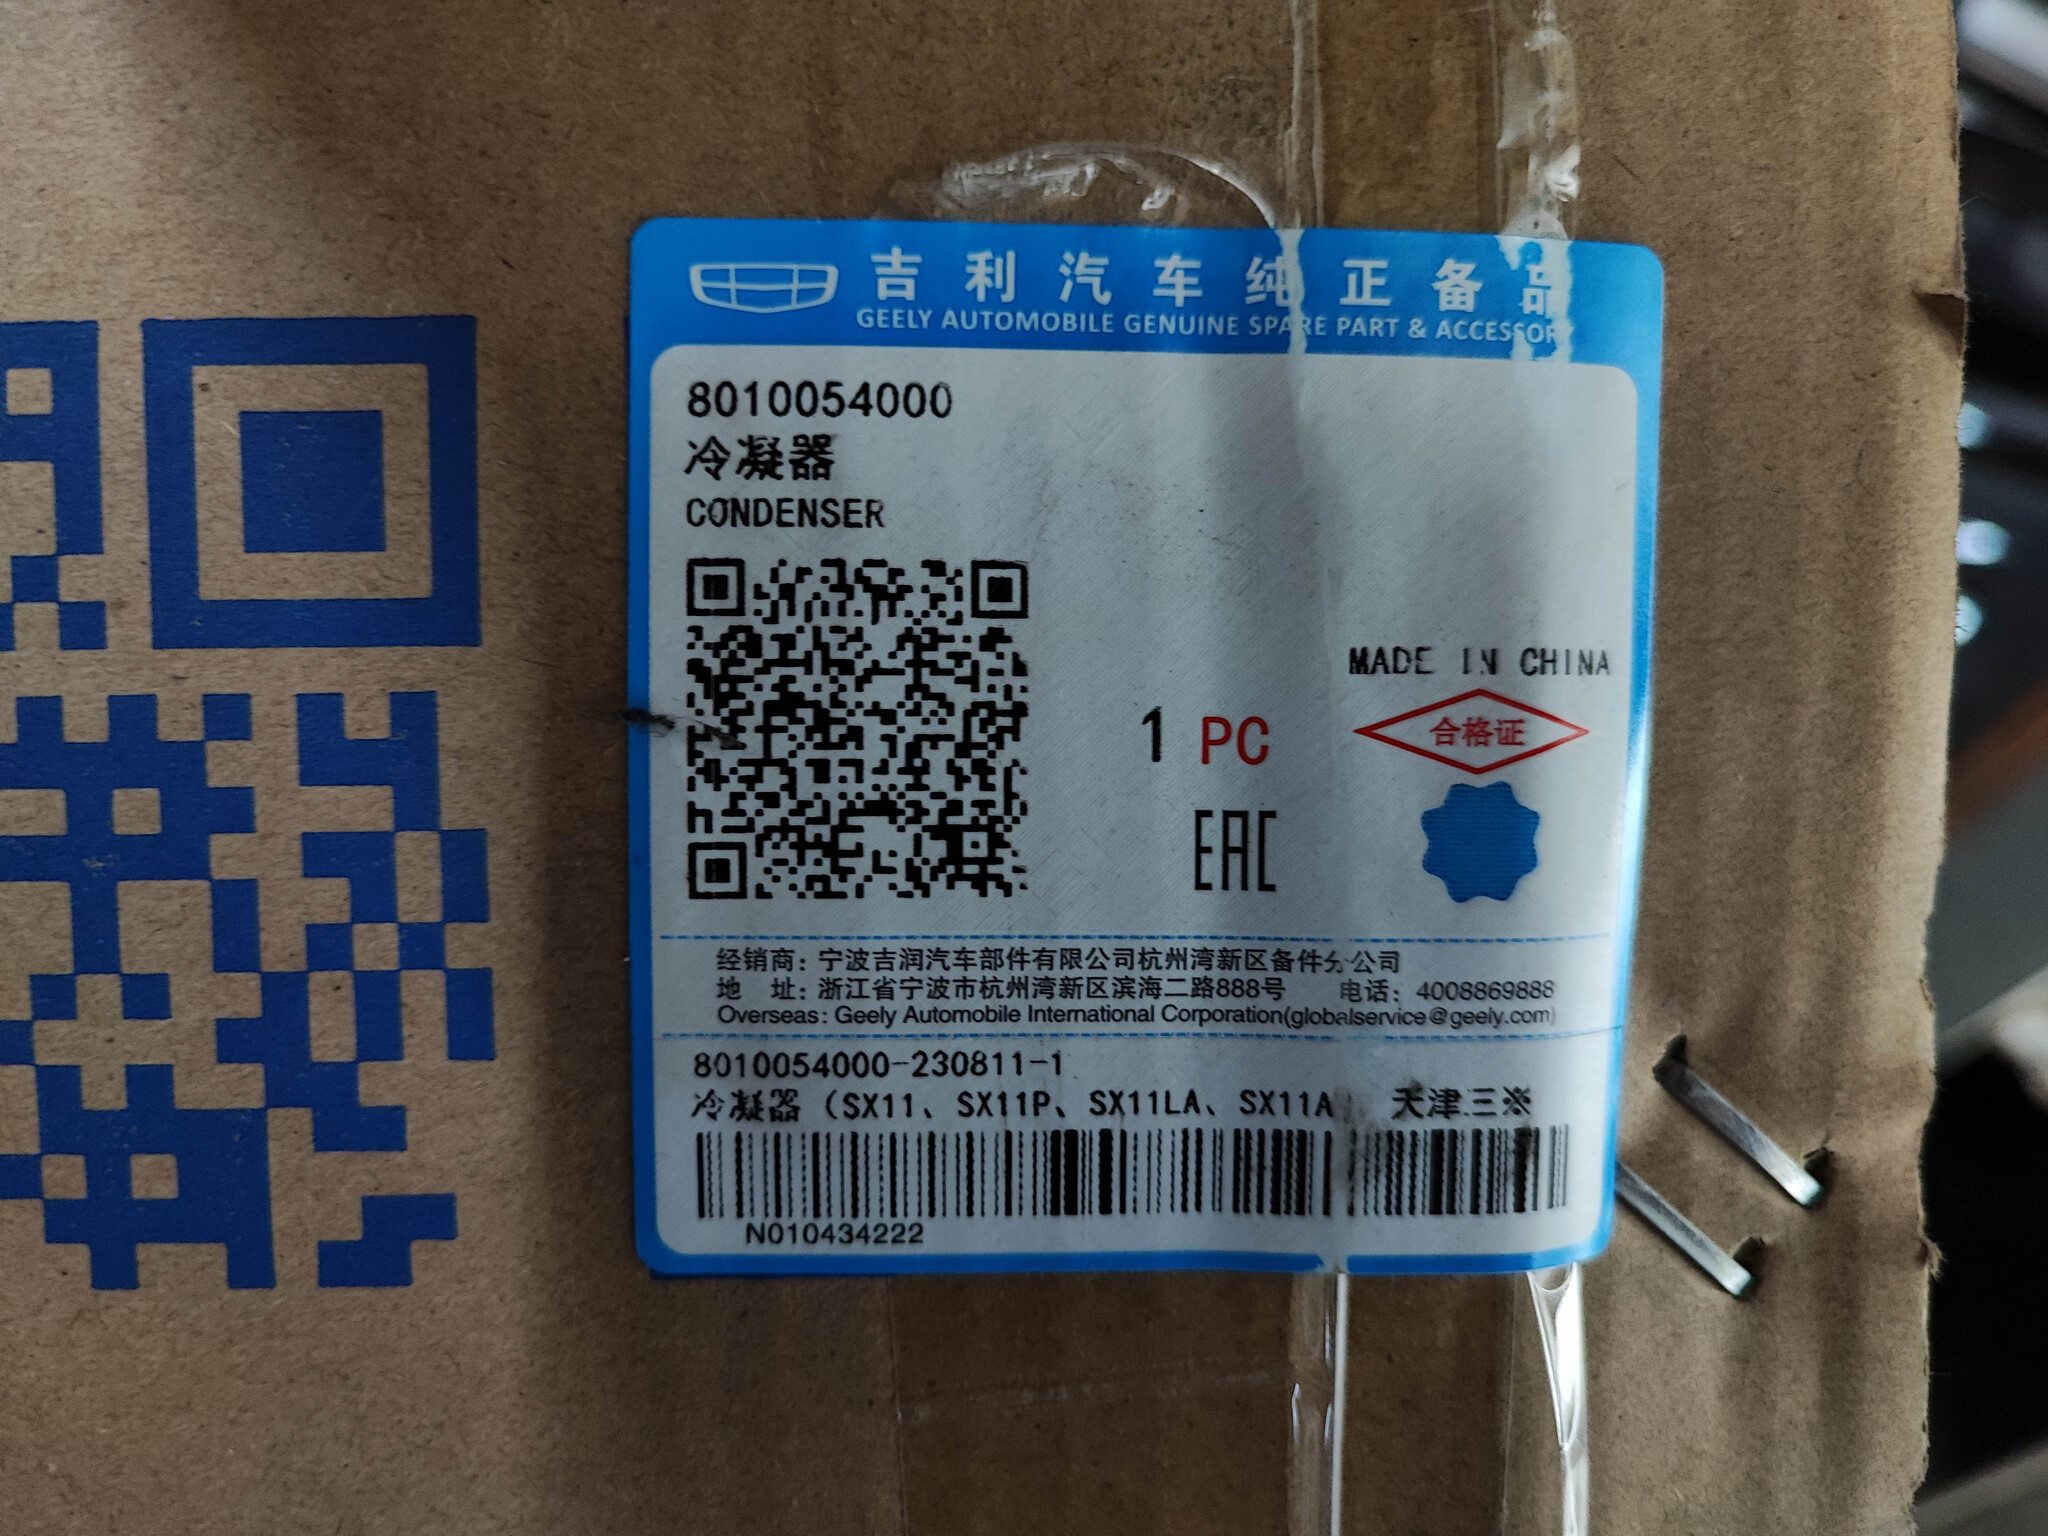 吉利汽车纯正备品
GEELY AUTOMOBILE GENUINE SPARE PART & ACCESSORY
8010054000
冷凝器
CONDENSER
MADE IN CHINA
1 PC
合格证
EAC
经销商：宁波吉润汽车部件有限公司杭州湾新区备件分公司
地 址：浙江省宁波市杭州湾新区滨海二路888号 电话：4008869888
Overseas: Geely Automobile International Corporation(globalservice@geely.com)
8010054000-230811-1
冷凝器（SX11、SX11P、SX11LA、SX11A） 天津三※
N010434222